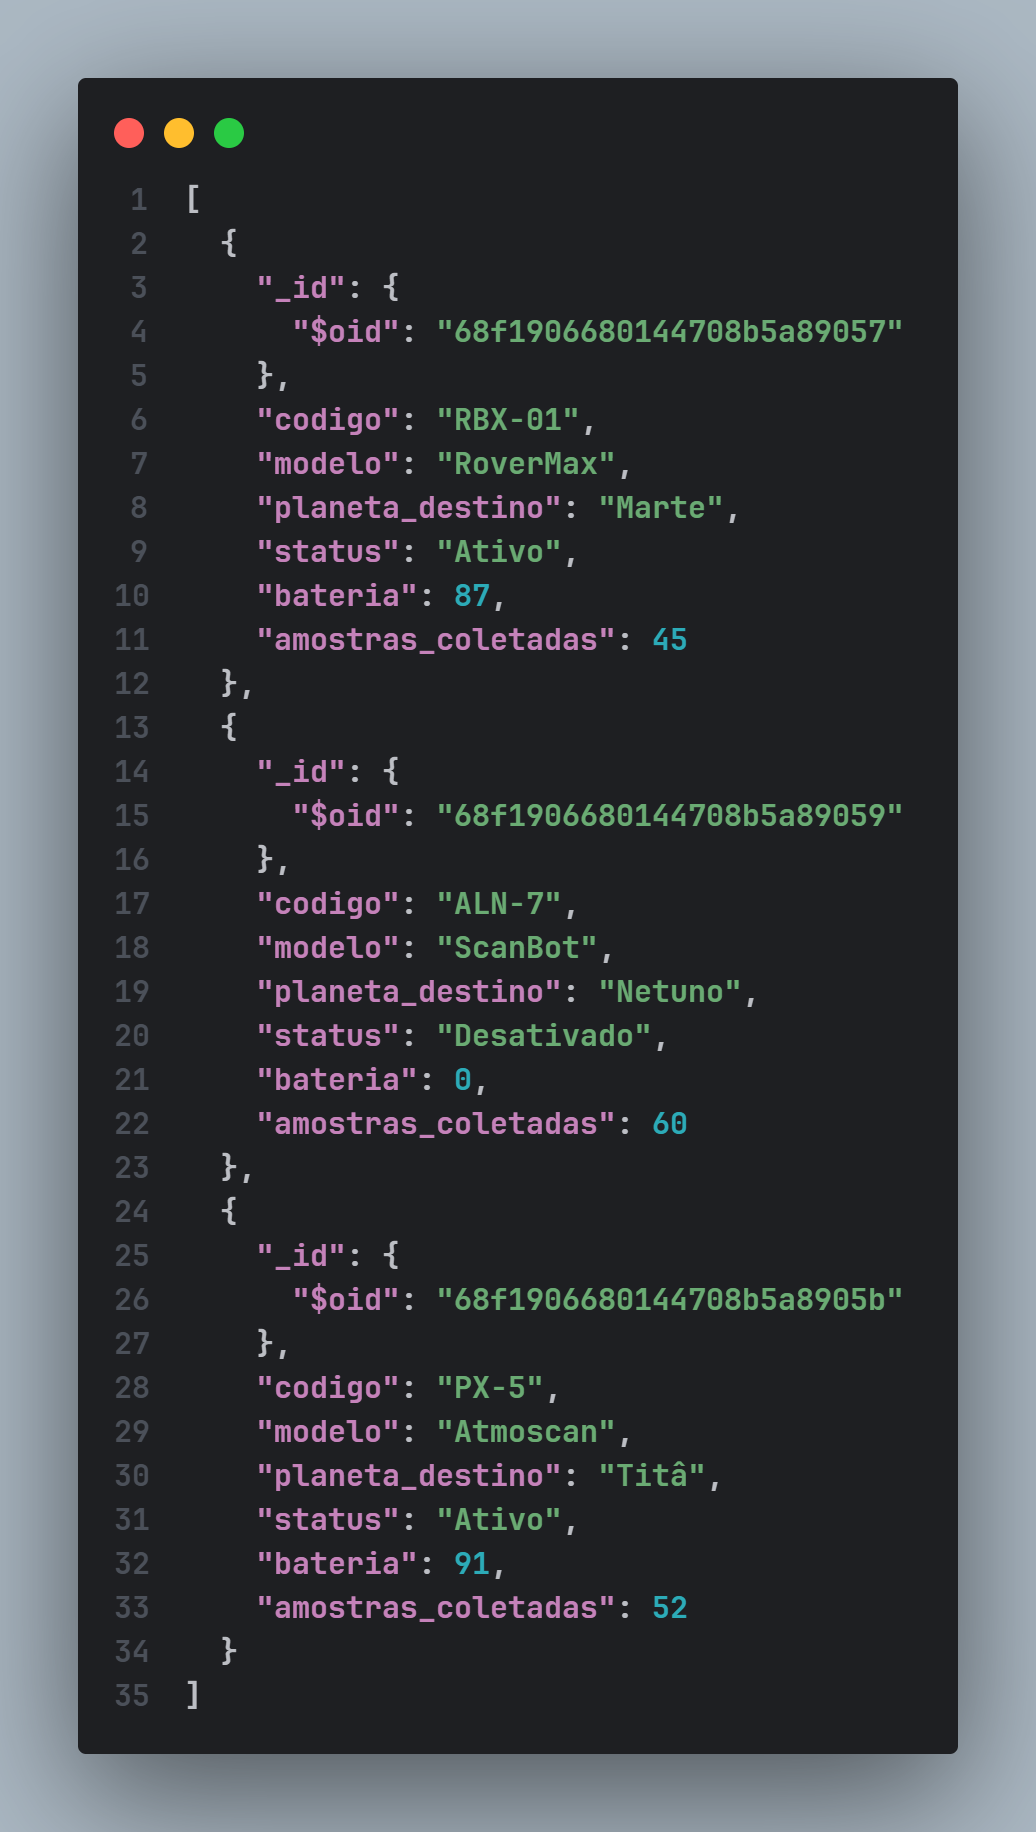 1 [
2 {
3 "_id": {
4 "$oid": "68f1906680144708b5a89057"
5 },
6 "codigo": "RBX-01",
7 "modelo": "RoverMax",
8 "planeta_destino": "Marte",
9 "status": "Ativo",
10 "bateria": 87,
11 "amostras_coletadas": 45
12 },
13 {
14 "_id": {
15 "$oid": "68f1906680144708b5a89059"
16 },
17 "codigo": "ALN-7",
18 "modelo": "ScanBot",
19 "planeta_destino": "Netuno",
20 "status": "Desativado",
21 "bateria": 0,
22 "amostras_coletadas": 60
23 },
24 {
25 "_id": {
26 "$oid": "68f1906680144708b5a8905b"
27 },
28 "codigo": "PX-5",
29 "modelo": "Atmoscan",
30 "planeta_destino": "Titâ",
31 "status": "Ativo",
32 "bateria": 91,
33 "amostras_coletadas": 52
34 }
35 ]